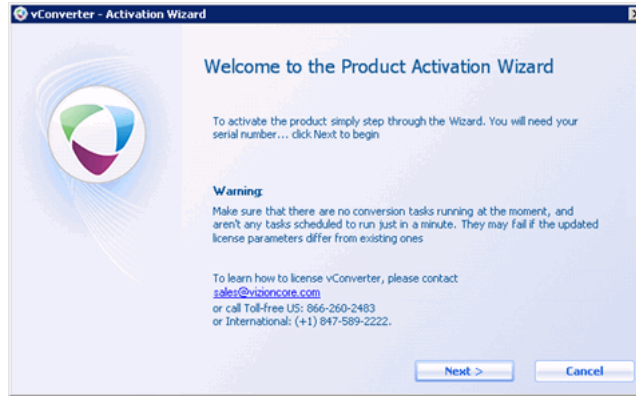 vConverter - Activation Wizard
Welcome to the Product Activation Wizard
To activate the product simply step through the Wizard. You will need your
serial number... click Next to begin
Warning:
Make sure that there are no conversion tasks running at the moment, and
aren't any tasks scheduled to run just in a minute. They may fail if the updated
license parameters differ from existing ones
To learn how to license vConverter, please contact
sales@vizioncore.com
or call Toll-free US: 866-260-2483
or International: (+1) 847-589-2222.
Next >
Cancel